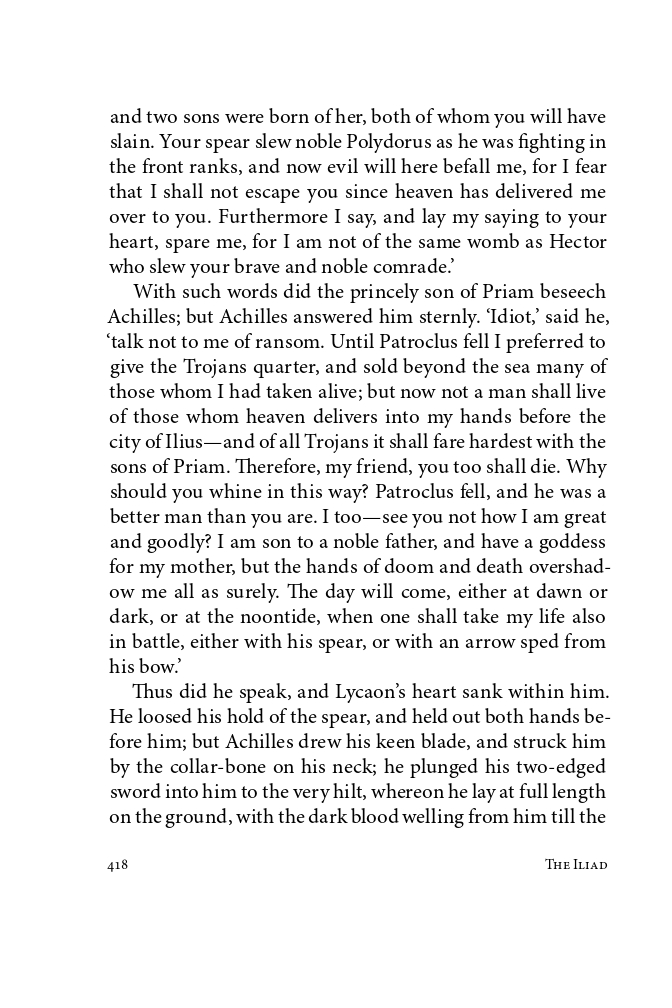 and two sons were born of her, both of whom you will have
slain. Your spear slew noble Polydorus as he was fighting in
the front ranks, and now evil will here befall me, for I fear
that I shall not escape you since heaven has delivered me
over to you. Furthermore I say, and lay my saying to your
heart, spare me, for I am not of the same womb as Hector
who slew your brave and noble comrade.’
With such words did the princely son of Priam beseech
Achilles; but Achilles answered him sternly. ‘Idiot,’ said he,
‘talk not to me of ransom. Until Patroclus fell I preferred to
give the Trojans quarter, and sold beyond the sea many of
those whom I had taken alive; but now not a man shall live
of those whom heaven delivers into my hands before the
city of Ilius—and of all Trojans it shall fare hardest with the
sons of Priam. Therefore, my friend, you too shall die. Why
should you whine in this way? Patroclus fell, and he was a
better man than you are. I too—see you not how I am great
and goodly? I am son to a noble father, and have a goddess
for my mother, but the hands of doom and death overshad-
ow me all as surely. The day will come, either at dawn or
dark, or at the noontide, when one shall take my life also
in battle, either with his spear, or with an arrow sped from
his bow.’
Thus did he speak, and Lycaon’s heart sank within him.
He loosed his hold of the spear, and held out both hands be-
fore him; but Achilles drew his keen blade, and struck him
by the collar-bone on his neck; he plunged his two-edged
sword into him to the very hilt, whereon he lay at full length
on the ground, with the dark blood welling from him till the
418
The Iliad